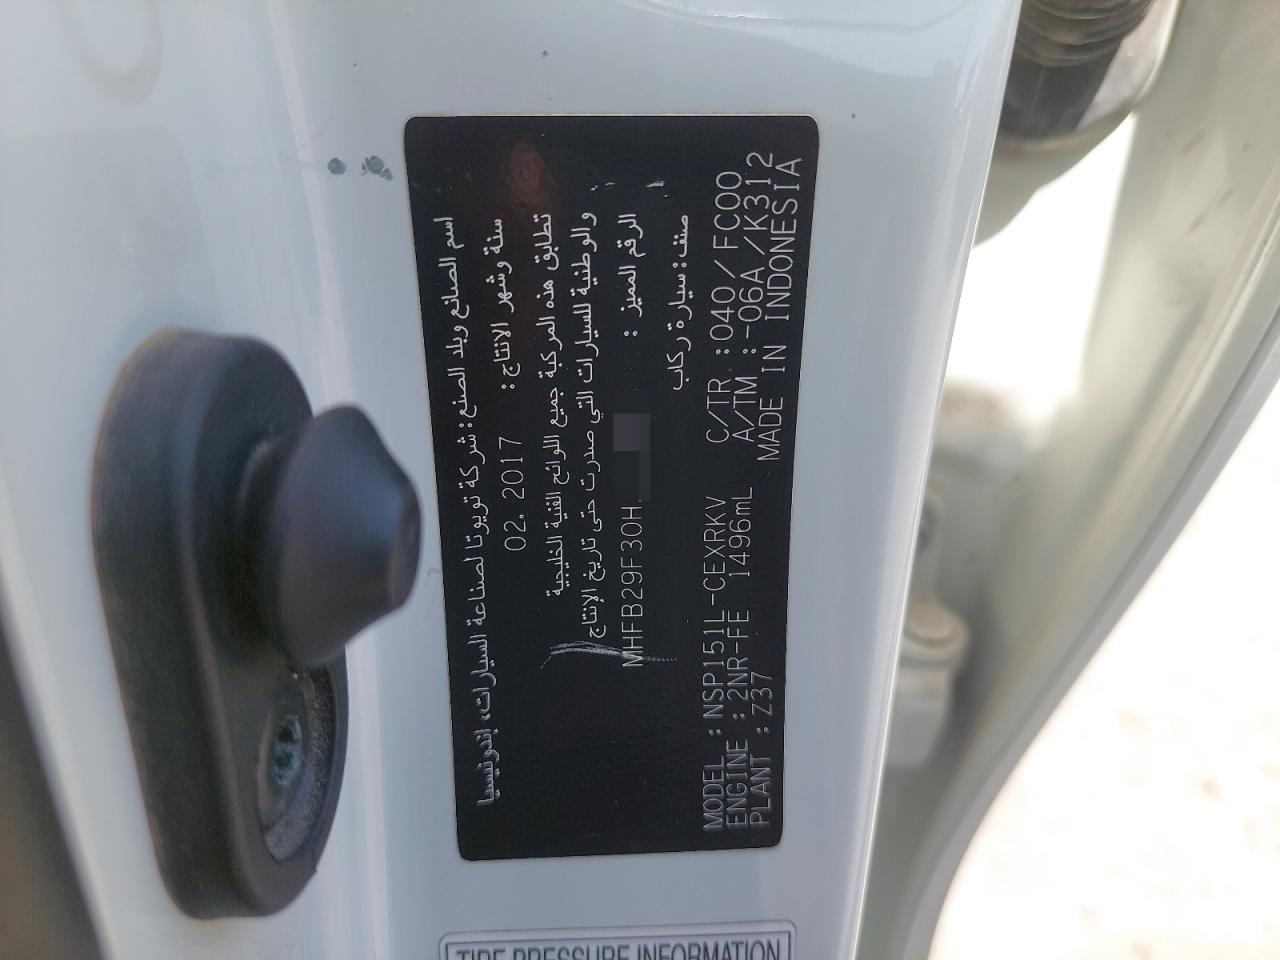 اسم الصانع وبلد الصنع: شركة تويوتا لصناعة السيارات، إندونيسيا
سنة وشهر الانتاج: 02. 2017
تطابق هذه المركبة جميع اللوائح الفنية الخليجية
والوطنية للسيارات التي صدرت حتى تاريخ الإنتاج
الرقم المميز : MHFB29F30H
صنف: سيارة ركاب
MODEL : NSP151L-CEXRKV C/TR : 040/FC00
ENGINE : 2NR-FE 1496mL A/TM : -06A/K312
PLANT : Z37 MADE IN INDONESIA
TIRE PRESSURE INFORMATION